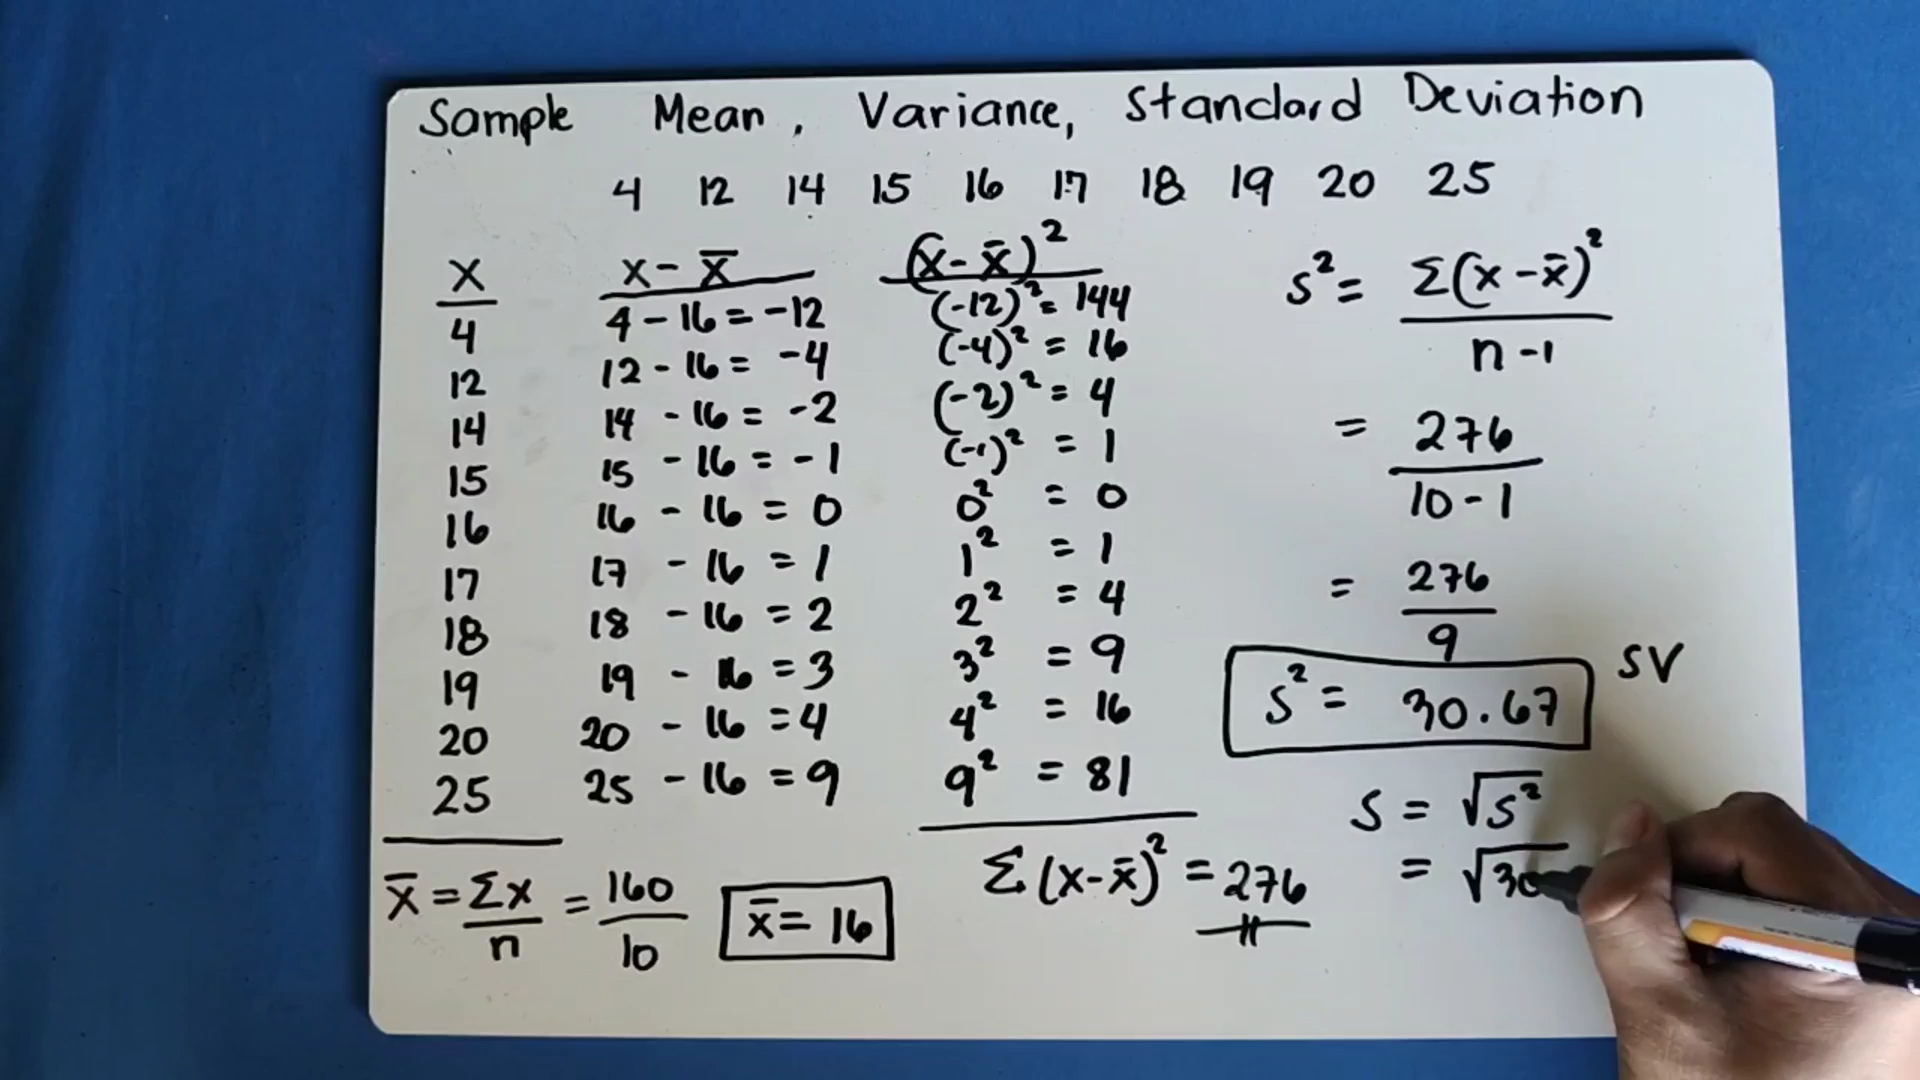 Sample Mean, Variance, Standard Deviation
4 12 14 15 16 17 18 19 20 25
x
4
12
14
15
16
17
18
19
20
25
x̄ = Σx/n = 160/10
x̄ = 16
x - x̄
4 - 16 = -12
12 - 16 = -4
14 - 16 = -2
15 - 16 = -1
16 - 16 = 0
17 - 16 = 1
18 - 16 = 2
19 - 16 = 3
20 - 16 = 4
25 - 16 = 9
(x - x̄)²
(-12)² = 144
(-4)² = 16
(-2)² = 4
(-1)² = 1
0² = 0
1² = 1
2² = 4
3² = 9
4² = 16
9² = 81
Σ(x - x̄)² = 276
s² = Σ(x - x̄)²
n - 1
= 276
10 - 1
= 276
9
s² = 30.67 SV
s = √s²
= √30